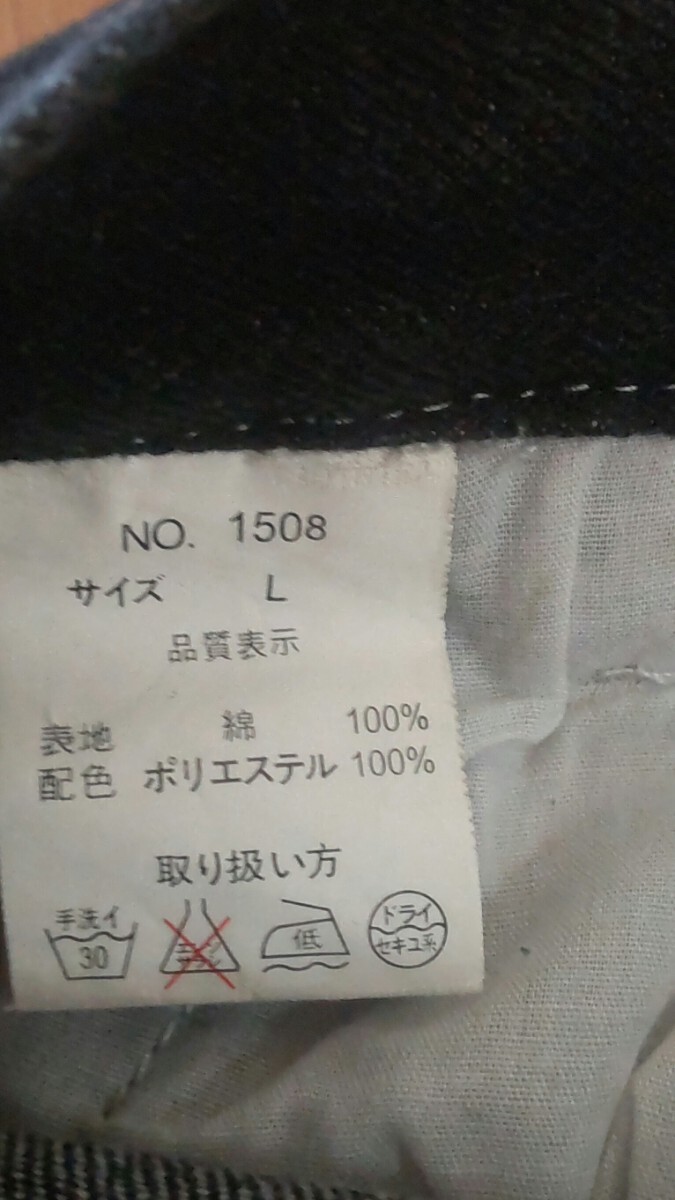 NO. 1508
サイズ L
品質表示
表地 綿 100%
配色 ポリエステル 100%
取り扱い方
手洗イ 30
低
ドライ セキユ系